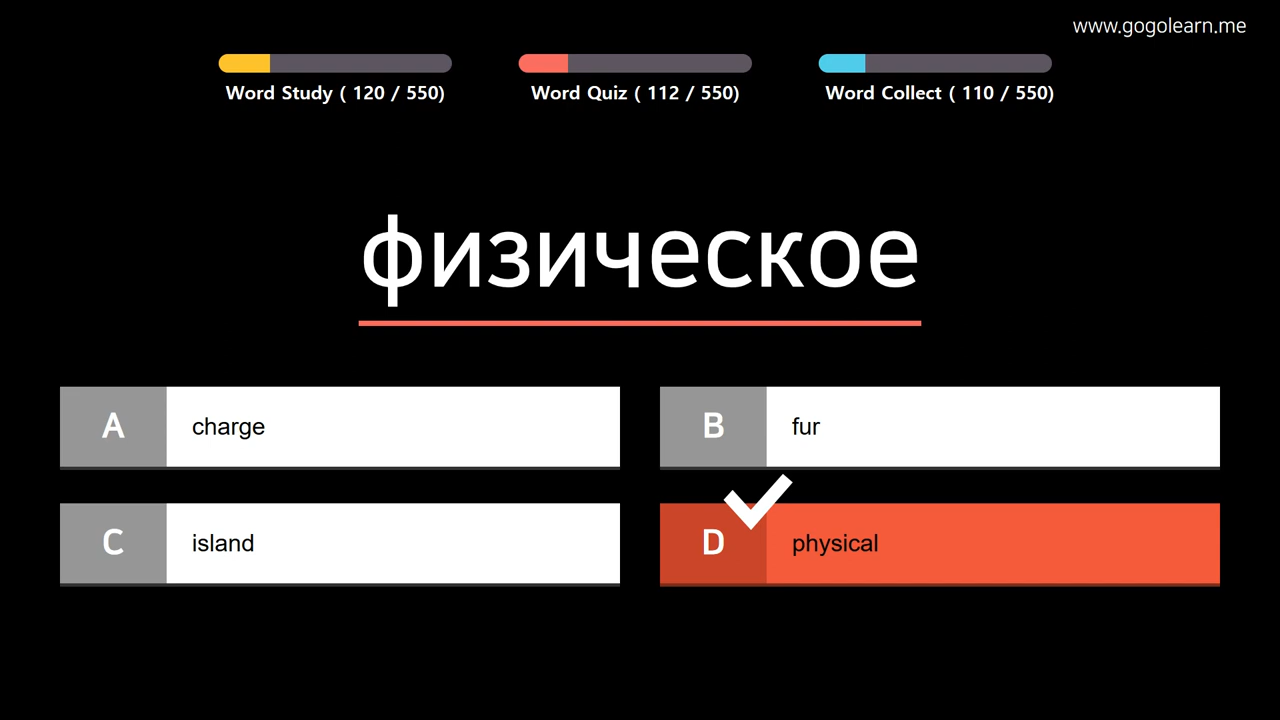 www.gogolearn.me
Word Study ( 120 / 550)
Word Quiz ( 112 / 550)
Word Collect ( 110 / 550)
физическое
A charge
B fur
C island
D physical